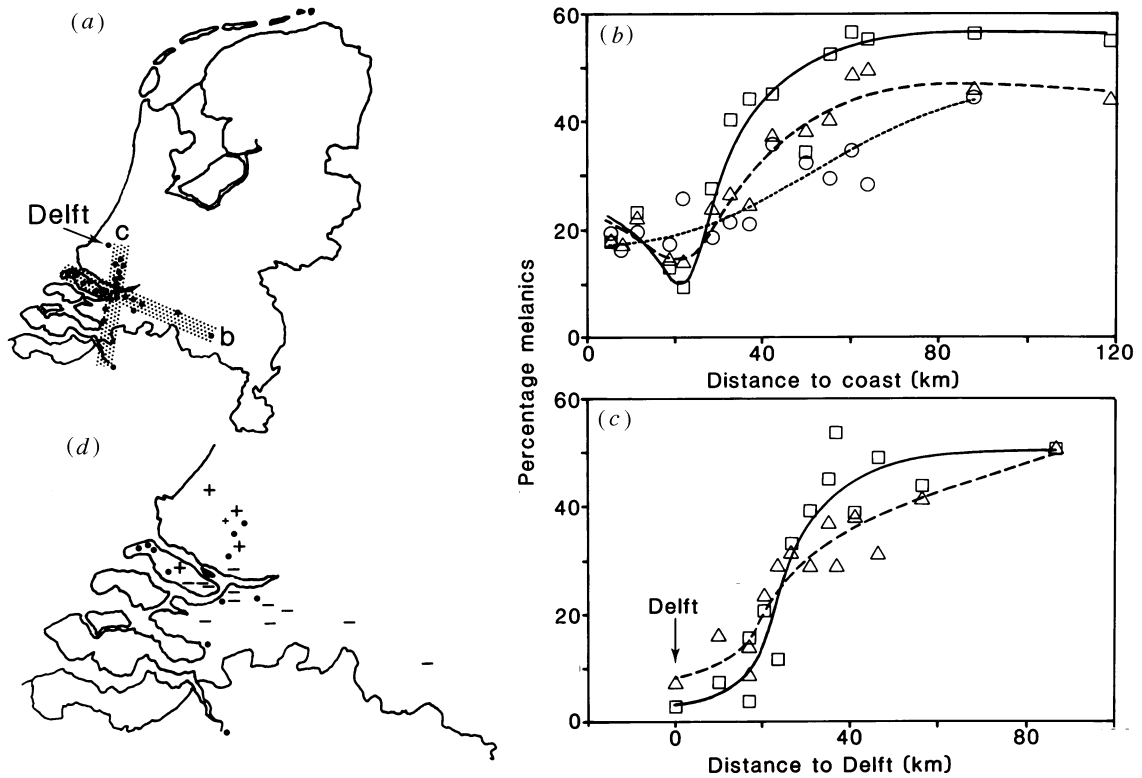 (a)
Delft
c
b
(d)
Percentage melanics
(b)
60
40
20
0
0 40 80 120
Distance to coast (km)
(c)
60
40
20
0
Delft
0 40 80
Distance to Delft (km)